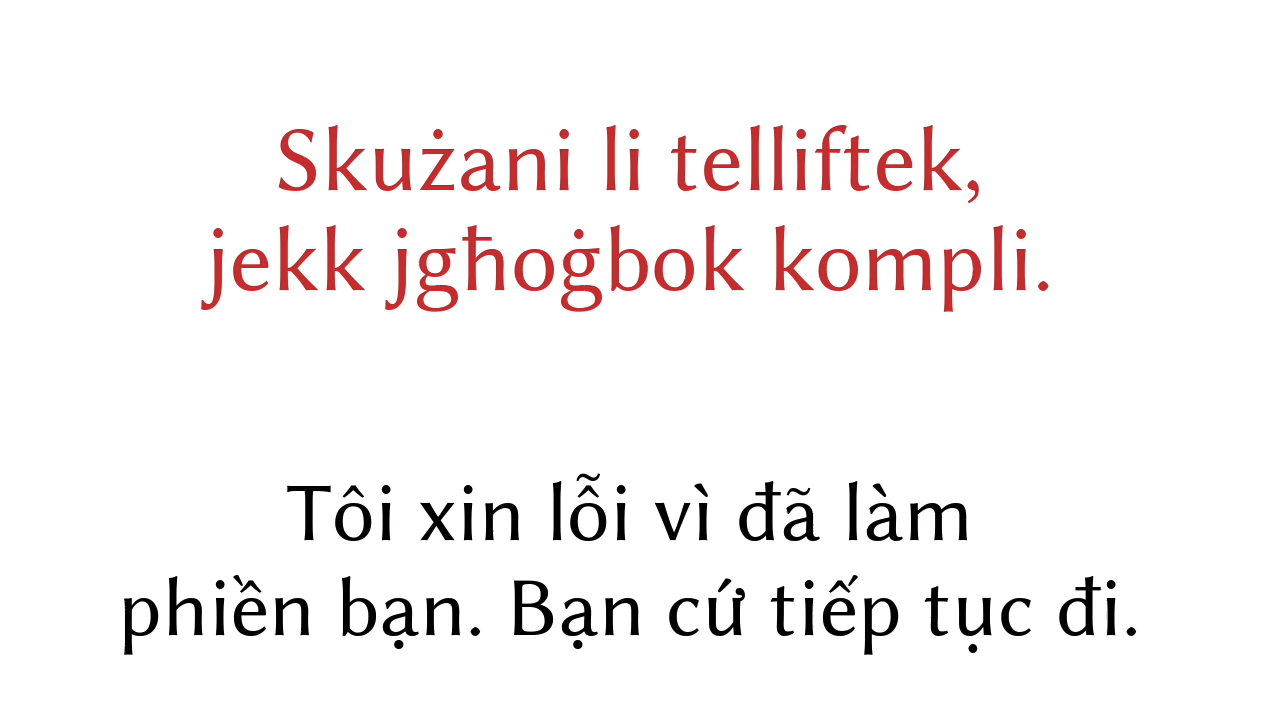 Skużani li telliftek,
jekk jgħoġbok kompli.
Tôi xin lỗi vì đã làm
phiền bạn. Bạn cứ tiếp tục đi.